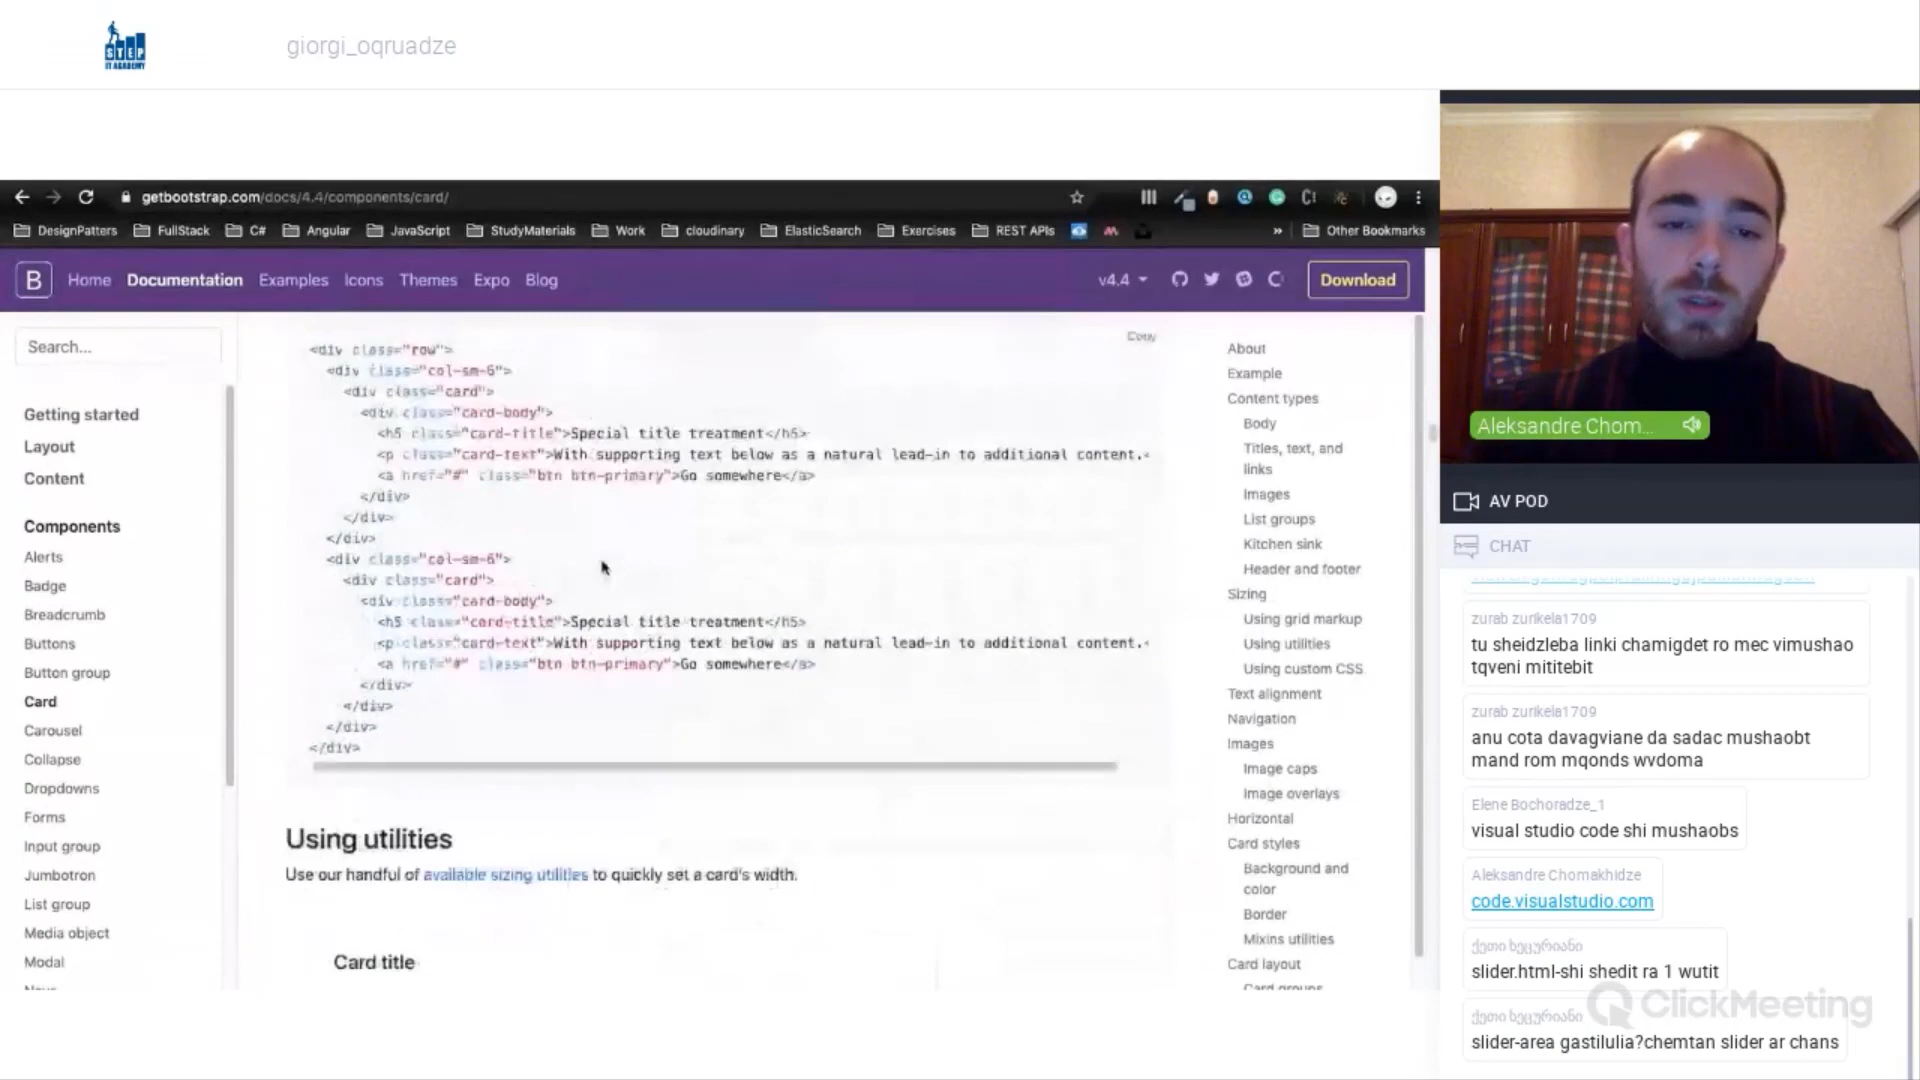 STEP
IT ACADEMY
giorgi_oqruadze
getbootstrap.com/docs/4.4/components/card/
DesignPatters
FullStack
C#
Angular
JavaScript
StudyMaterials
Work
cloudinary
ElasticSearch
Exercises
REST APIs
»
Other Bookmarks
B
Home
Documentation
Examples
Icons
Themes
Expo
Blog
v4.4
Download
Search...
Getting started
Layout
Content
Components
Alerts
Badge
Breadcrumb
Buttons
Button group
Card
Carousel
Collapse
Dropdowns
Forms
Input group
Jumbotron
List group
Media object
Modal
Copy
<div class="row">
<div class="col-sm-6">
<div class="card">
<div class="card-body">
<h5 class="card-title">Special title treatment</h5>
<p class="card-text">With supporting text below as a natural lead-in to additional content.<
<a href="#" class="btn btn-primary">Go somewhere</a>
</div>
</div>
</div>
<div class="col-sm-6">
<div class="card">
<div class="card-body">
<h5 class="card-title">Special title treatment</h5>
<p class="card-text">With supporting text below as a natural lead-in to additional content.<
<a href="#" class="btn btn-primary">Go somewhere</a>
</div>
</div>
</div>
</div>
Using utilities
Use our handful of available sizing utilities to quickly set a card's width.
Card title
About
Example
Content types
Body
Titles, text, and
links
Images
List groups
Kitchen sink
Header and footer
Sizing
Using grid markup
Using utilities
Using custom CSS
Text alignment
Navigation
Images
Image caps
Image overlays
Horizontal
Card styles
Background and
color
Border
Mixins utilities
Card layout
Card groups
Aleksandre Chom...
AV POD
CHAT
zurab zurikela1709
tu sheidzleba linki chamigdet ro mec vimushao
tqveni mititebit
zurab zurikela1709
anu cota davagviane da sadac mushaobt
mand rom mqonds wvdoma
Elene Bochoradze_1
visual studio code shi mushaobs
Aleksandre Chomakhidze
code.visualstudio.com
ქეთი ხეცურიანი
slider.html-shi shedit ra 1 wutit
ქეთი ხეცურიანი
slider-area gastilulia?chemtan slider ar chans
ClickMeeting